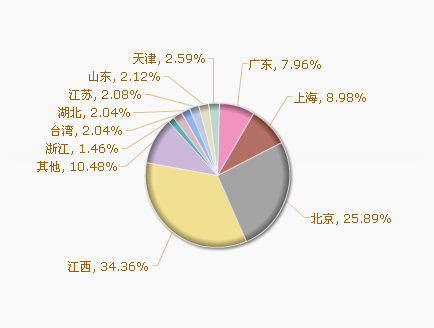 天津, 2.59%
广东, 7.96%
山东, 2.12%
江苏, 2.08%
上海, 8.98%
湖北, 2.04%
台湾, 2.04%
浙江, 1.46%
其他, 10.48%
北京, 25.89%
江西, 34.36%